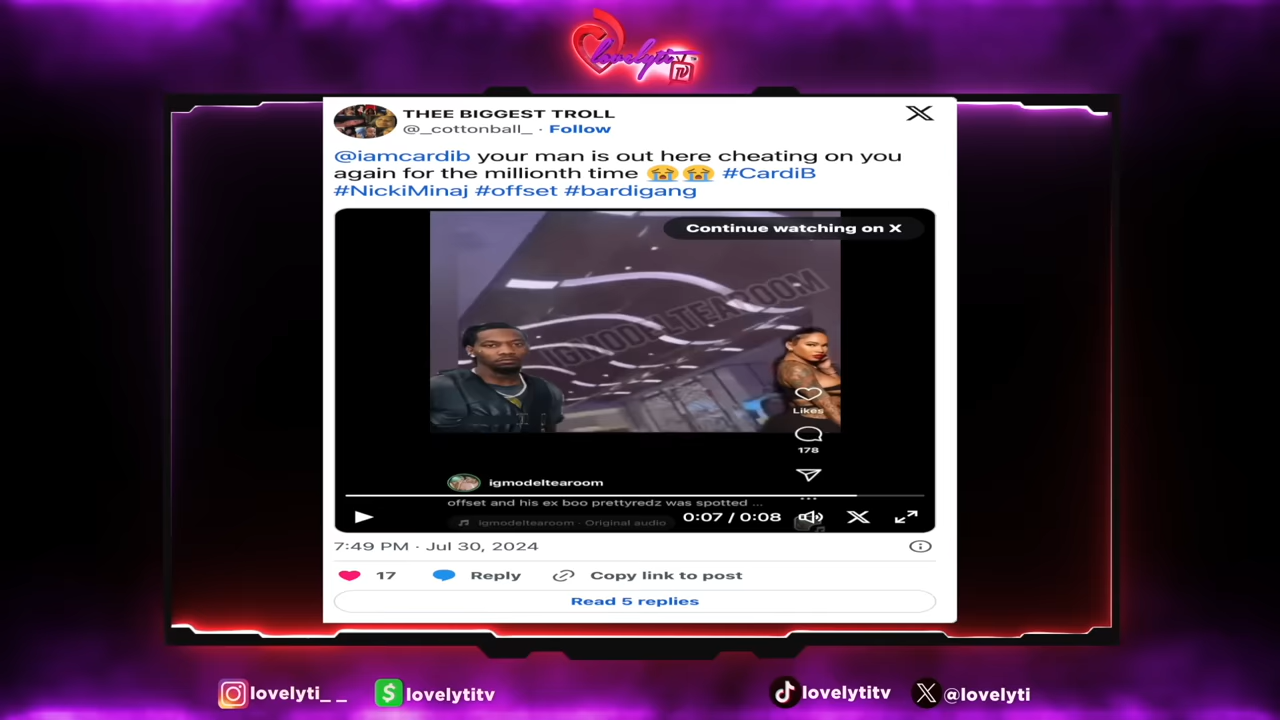 lovelyti TV
THEE BIGGEST TROLL
@_cottonball_ · Follow
@iamcardib your man is out here cheating on you
again for the millionth time 😭😭 #CardiB
#NickiMinaj #offset #bardigang
Continue watching on X
IGMODELTEAROOM
Likes
178
igmodeltearoom
offset and his ex boo prettyredz was spotted ...
igmodeltearoom · Original audio
0:07 / 0:08
7:49 PM · Jul 30, 2024
17 Reply Copy link to post
Read 5 replies
lovelyti_ _ lovelytitv lovelytitv @lovelyti